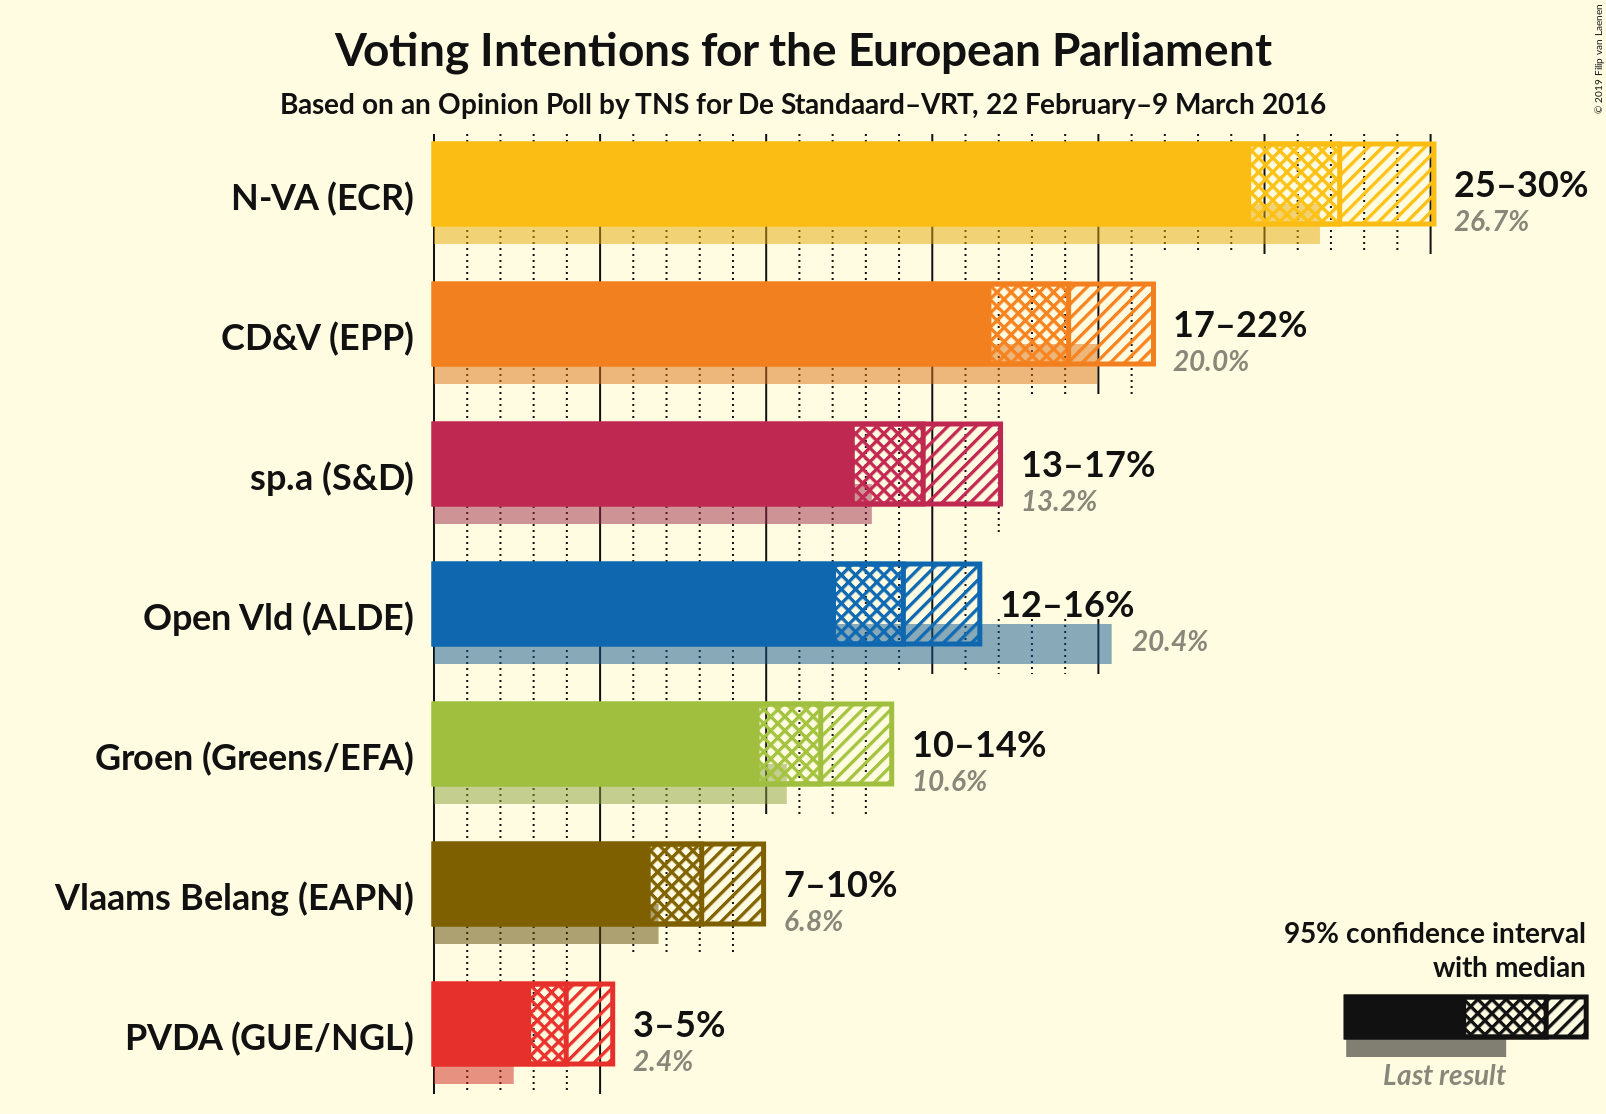 Voting Intentions for the European Parliament
Based on an Opinion Poll by TNS for De Standaard–VRT, 22 February–9 March 2016
© 2019 Filip van Laenen
N-VA (ECR)
25–30%
26.7%
CD&V (EPP)
17–22%
20.0%
sp.a (S&D)
13–17%
13.2%
Open Vld (ALDE)
12–16%
20.4%
Groen (Greens/EFA)
10–14%
10.6%
Vlaams Belang (EAPN)
7–10%
6.8%
PVDA (GUE/NGL)
3–5%
2.4%
95% confidence interval
with median
Last result